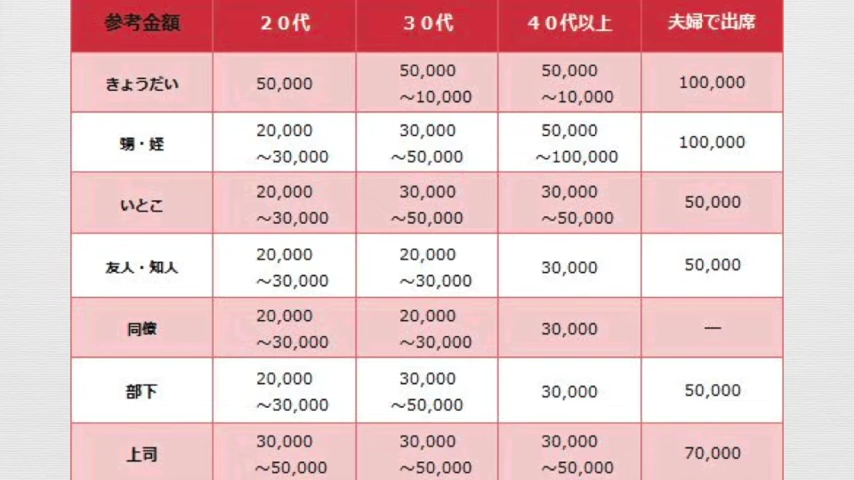 参考金額 20代 30代 40代以上 夫婦で出席
きょうだい 50,000 50,000 ～10,000 50,000 ～10,000 100,000
甥・姪 20,000 ～30,000 30,000 ～50,000 50,000 ～100,000 100,000
いとこ 20,000 ～30,000 30,000 ～50,000 30,000 ～50,000 50,000
友人・知人 20,000 ～30,000 20,000 ～30,000 30,000 50,000
同僚 20,000 ～30,000 20,000 ～30,000 30,000 —
部下 20,000 ～30,000 30,000 ～50,000 30,000 50,000
上司 30,000 ～50,000 30,000 ～50,000 30,000 ～50,000 70,000